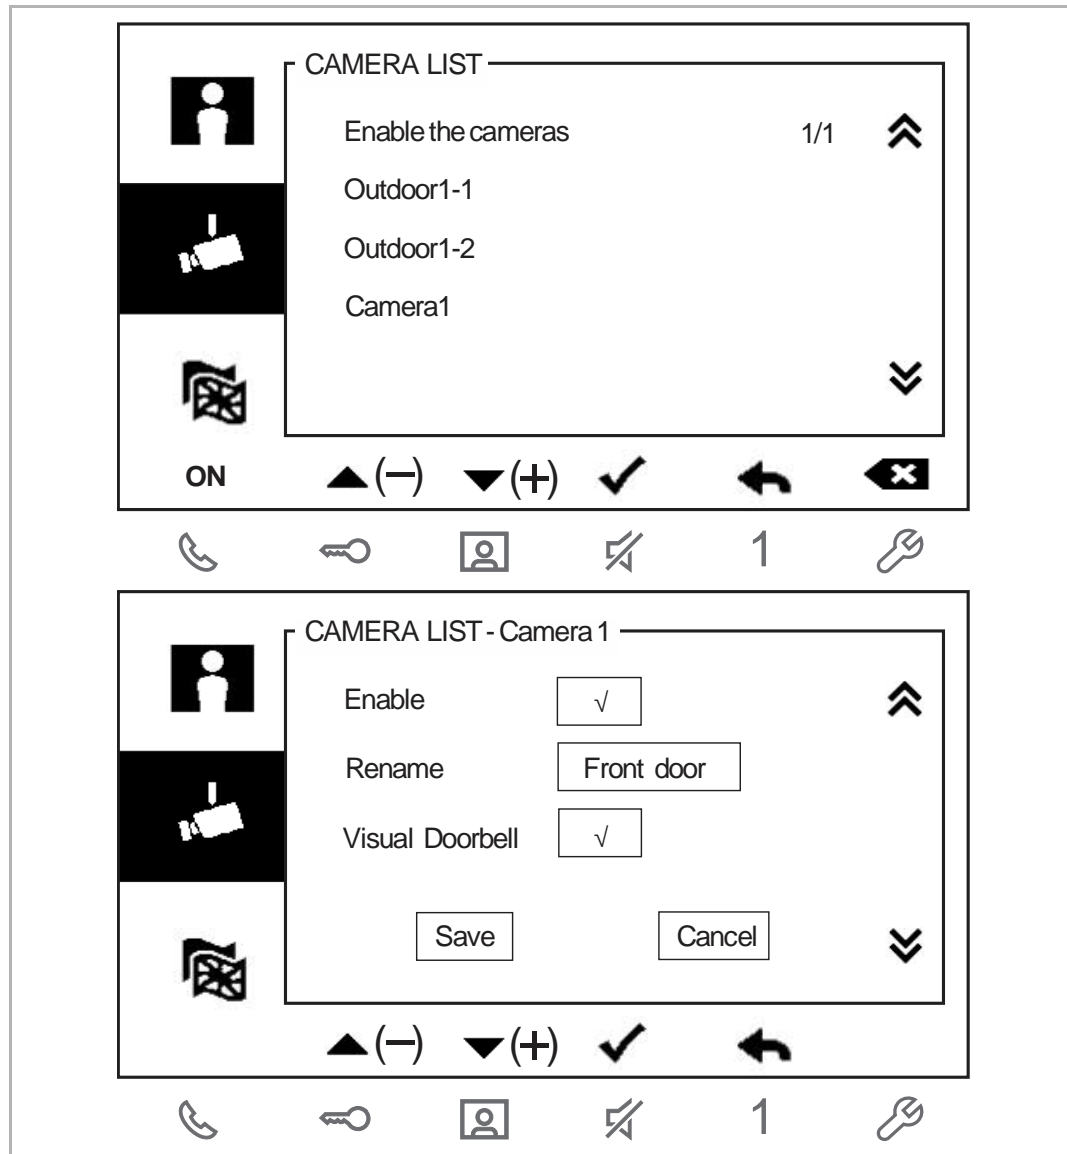 CAMERA LIST
Enable the cameras 1/1
Outdoor1-1
Outdoor1-2
Camera1
ON (−) (+)
1
CAMERA LIST - Camera 1
Enable √
Rename Front door
Visual Doorbell √
Save Cancel
(−) (+)
1